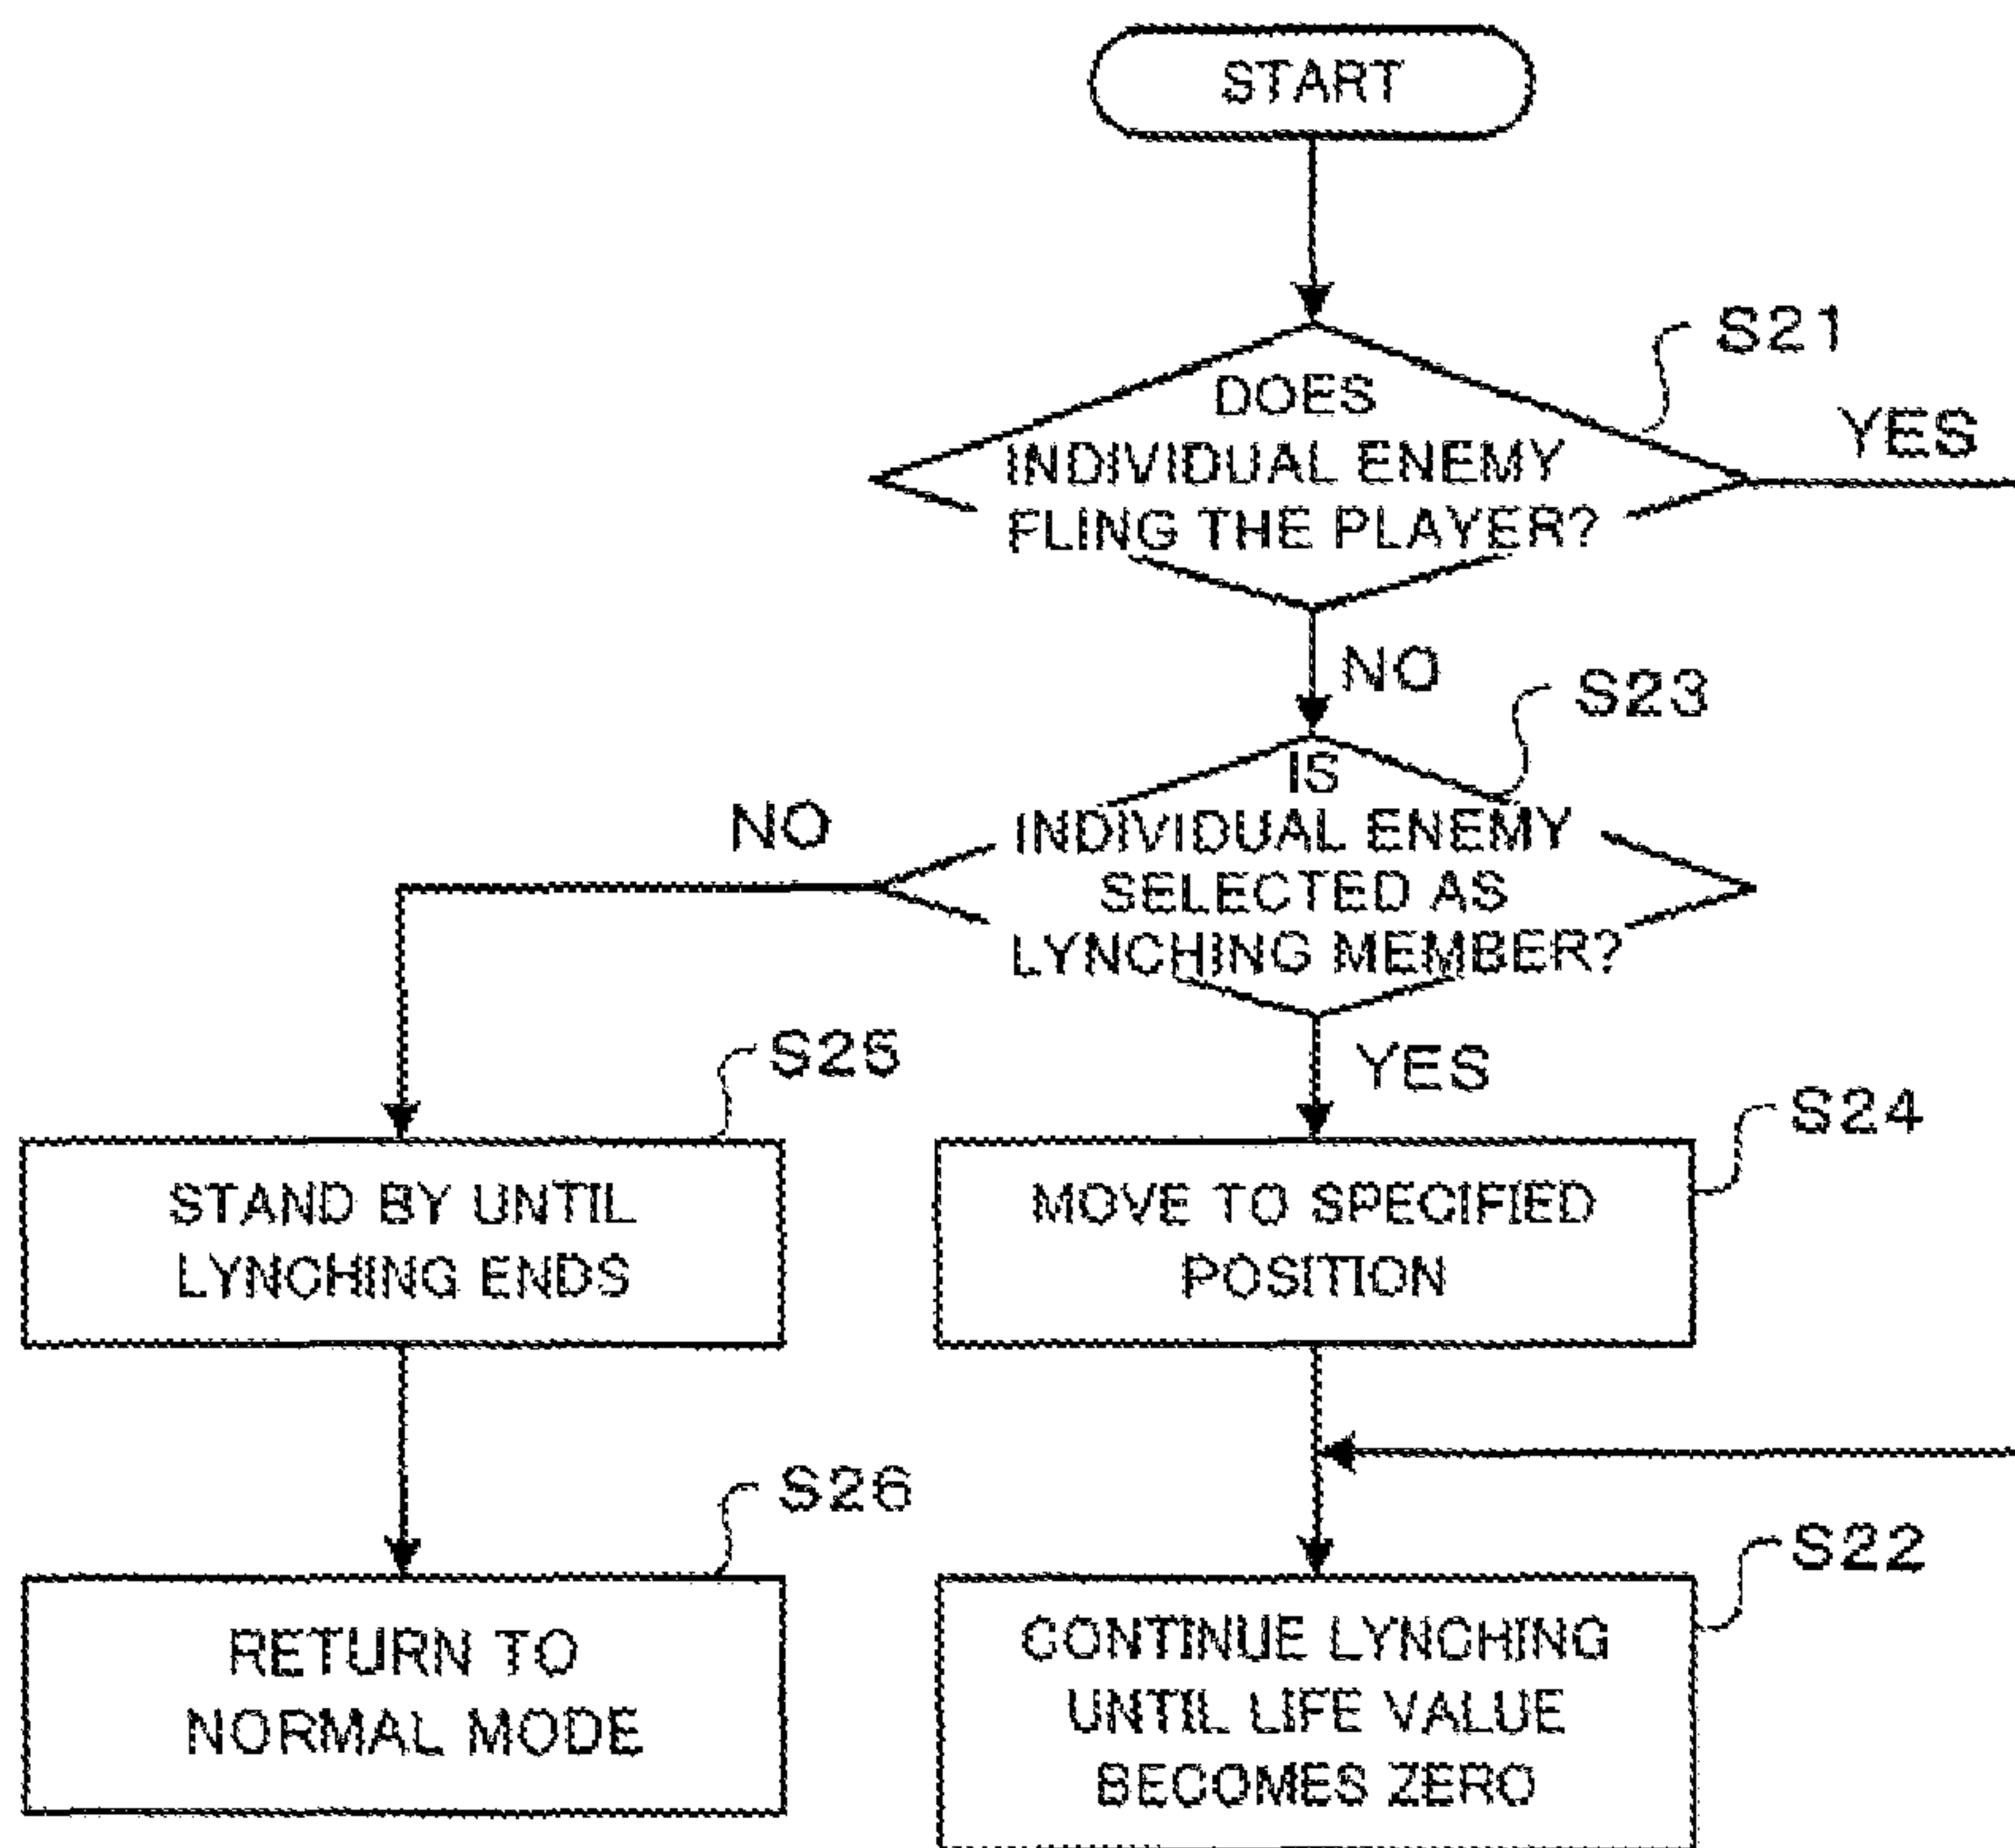 START
S21
DOES
INDIVIDUAL ENEMY
FLING THE PLAYER?
YES
NO
S23
IS
INDIVIDUAL ENEMY
SELECTED AS
LYNCHING MEMBER?
NO
YES
S25
STAND BY UNTIL
LYNCHING ENDS
S24
MOVE TO SPECIFIED
POSITION
S26
RETURN TO
NORMAL MODE
S22
CONTINUE LYNCHING
UNTIL LIFE VALUE
BECOMES ZERO